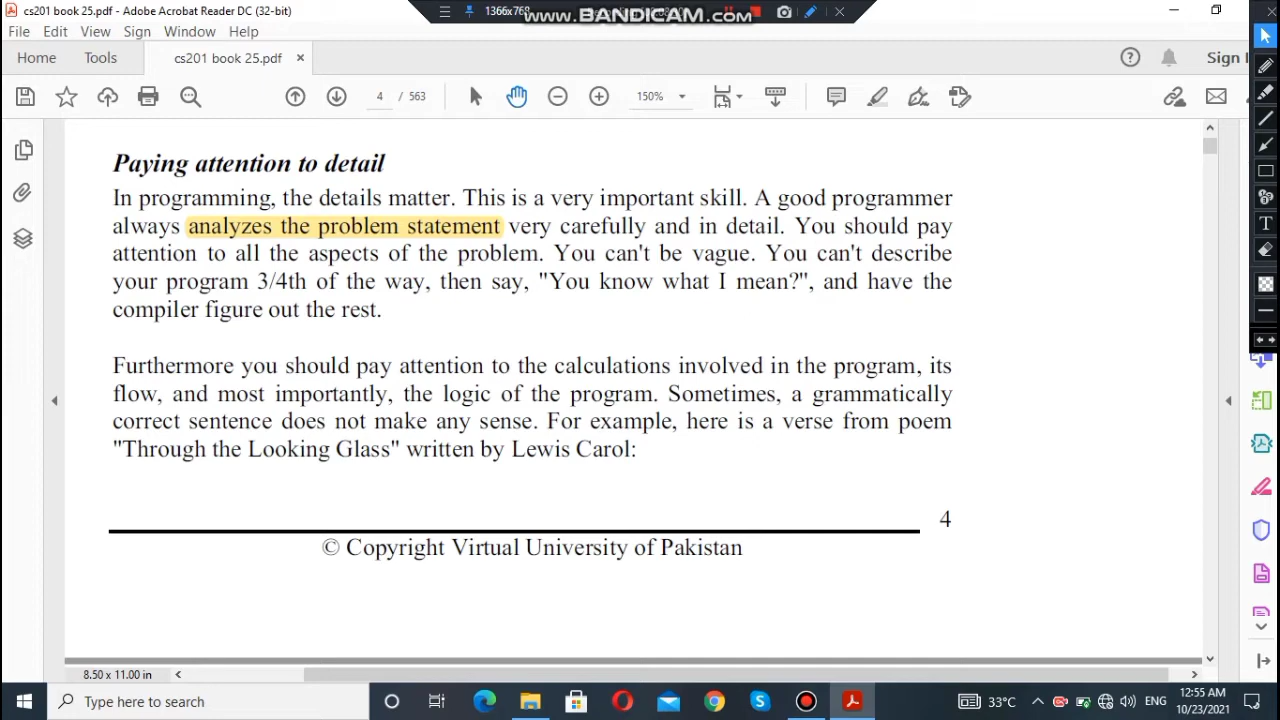 cs201 book 25.pdf - Adobe Acrobat Reader DC (32-bit)
1366x768
www.BANDICAM.com
File Edit View Sign Window Help
Home Tools cs201 book 25.pdf
Sign
4 / 563
150%
Paying attention to detail
In programming, the details matter. This is a very important skill. A good programmer
always analyzes the problem statement very carefully and in detail. You should pay
attention to all the aspects of the problem. You can't be vague. You can't describe
your program 3/4th of the way, then say, "You know what I mean?", and have the
compiler figure out the rest.
Furthermore you should pay attention to the calculations involved in the program, its
flow, and most importantly, the logic of the program. Sometimes, a grammatically
correct sentence does not make any sense. For example, here is a verse from poem
"Through the Looking Glass" written by Lewis Carol:
4
© Copyright Virtual University of Pakistan
8.50 x 11.00 in
Type here to search
33°C
ENG
12:55 AM
10/23/2021